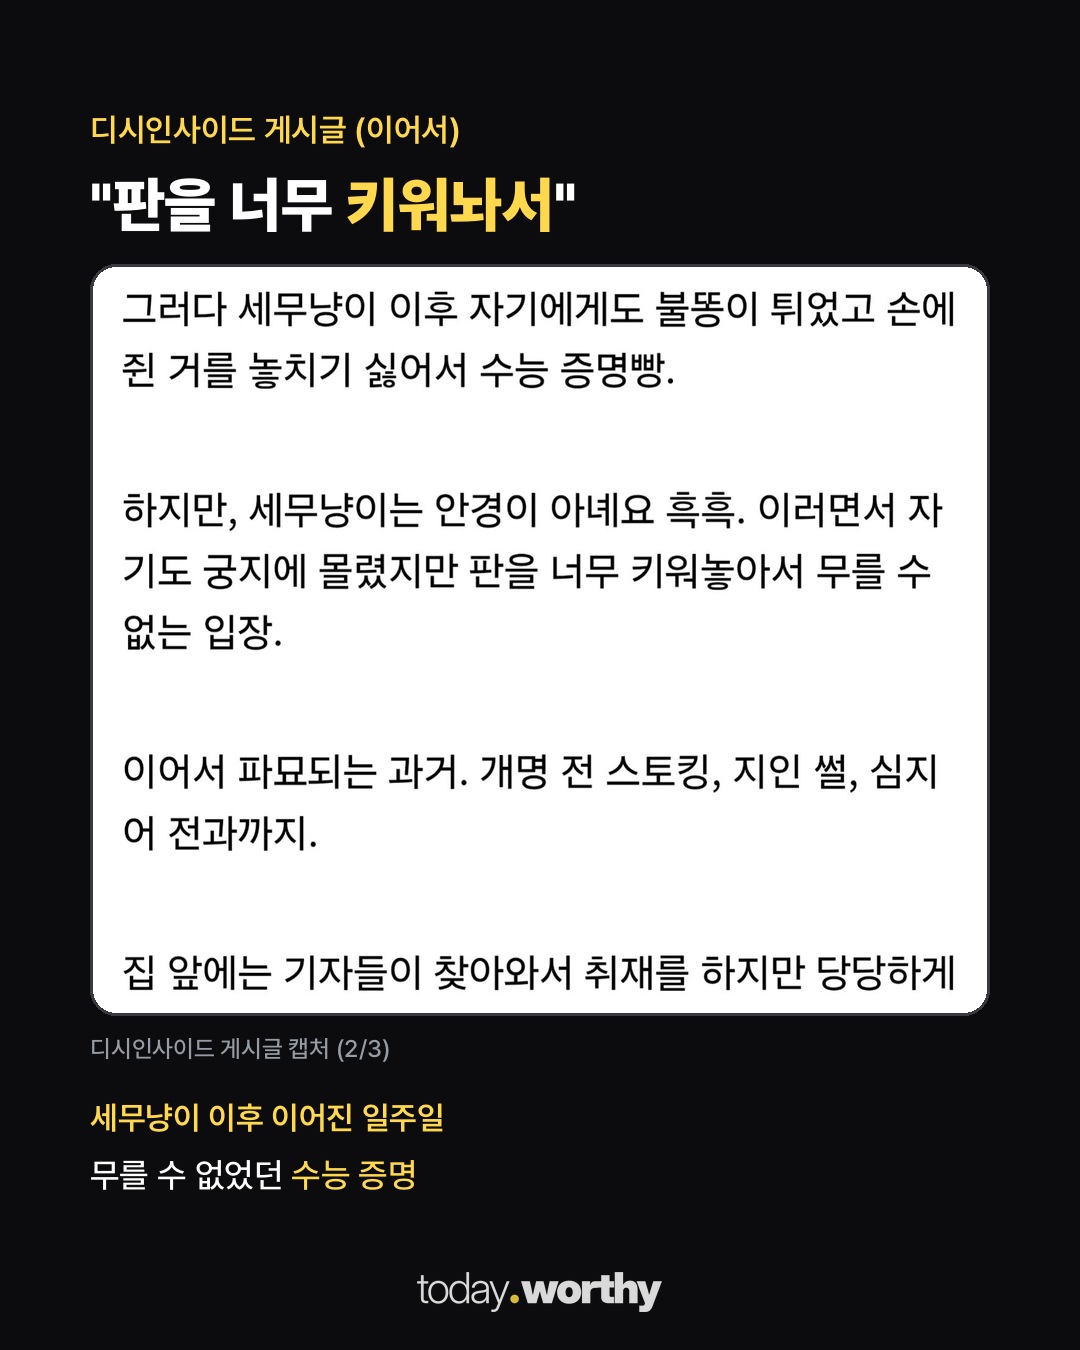 디시인사이드 게시글 (이어서)
"판을 너무 키워놔서"
그러다 세무냥이 이후 자기에게도 불똥이 튀었고 손에
쥔 거를 놓치기 싫어서 수능 증명빵.
하지만, 세무냥이는 안경이 아녜요 흑흑. 이러면서 자
기도 궁지에 몰렸지만 판을 너무 키워놓아서 무를 수
없는 입장.
이어서 파묘되는 과거. 개명 전 스토킹, 지인 썰, 심지
어 전과까지.
집 앞에는 기자들이 찾아와서 취재를 하지만 당당하게
디시인사이드 게시글 캡처 (2/3)
세무냥이 이후 이어진 일주일
무를 수 없었던 수능 증명
today.worthy